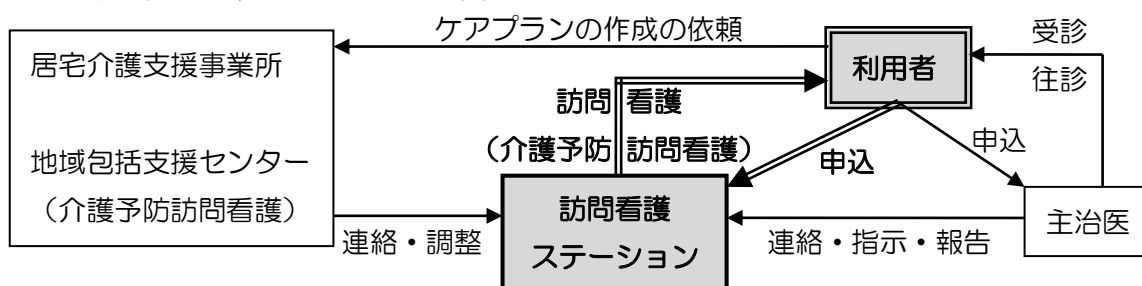 ケアプランの作成の依頼
受診
居宅介護支援事業所
利用者
往診
訪問看護
地域包括支援センター
（介護予防訪問看護）
申込
申込
（介護予防訪問看護）
訪問看護
主治医
連絡・調整
連絡・指示・報告
ステーション